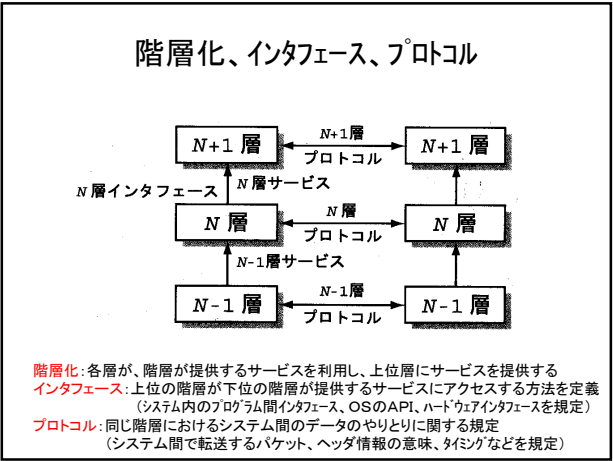 階層化、インタフェース、プロトコル
N+1 層
N+1層
プロトコル
N+1 層
N 層インタフェース
N 層サービス
N 層
N 層
プロトコル
N 層
N-1層サービス
N-1 層
N-1層
プロトコル
N-1 層
階層化：各層が、階層が提供するサービスを利用し、上位層にサービスを提供する
インタフェース：上位の階層が下位の階層が提供するサービスにアクセスする方法を定義
（システム内のプログラム間インタフェース、OSのAPI、ハードウェアインタフェースを規定）
プロトコル：同じ階層におけるシステム間のデータのやりとりに関する規定
（システム間で転送するパケット、ヘッダ情報の意味、タイミングなどを規定）